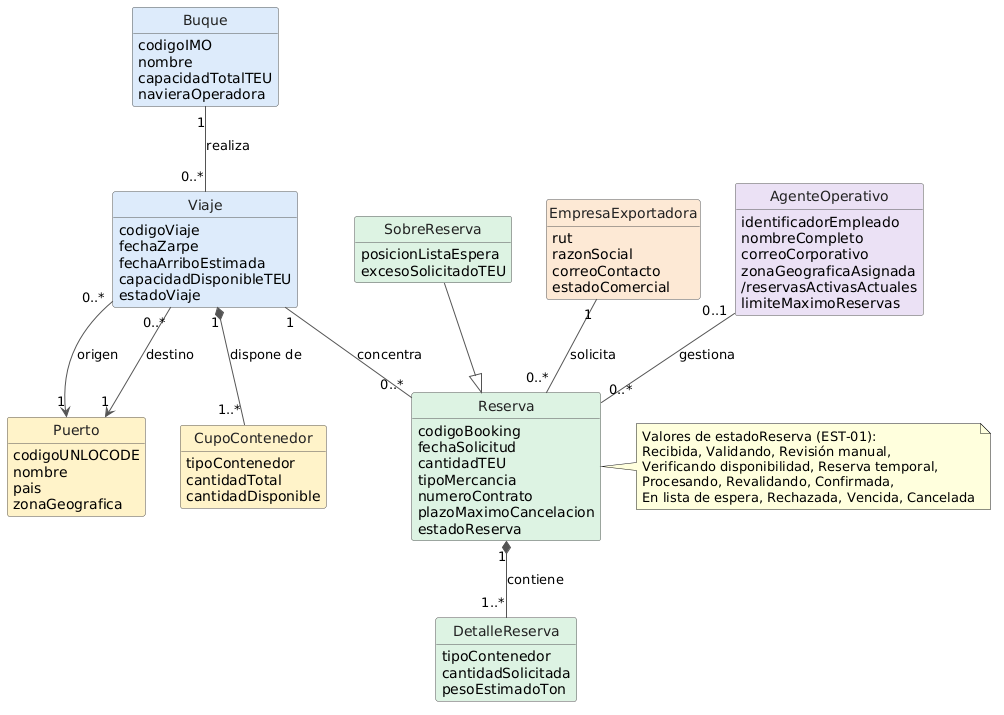 Buque
codigoIMO
nombre
capacidadTotalTEU
navieraOperadora
1
realiza
0..*
Viaje
codigoViaje
fechaZarpe
fechaArriboEstimada
capacidadDisponibleTEU
estadoViaje
SobreReserva
posicionListaEspera
excesoSolicitadoTEU
EmpresaExportadora
rut
razonSocial
correoContacto
estadoComercial
AgenteOperativo
identificadorEmpleado
nombreCompleto
correoCorporativo
zonaGeograficaAsignada
/reservasActivasActuales
limiteMaximoReservas
0..*
origen
1
0..*
destino
1
1
dispone de
1..*
1
concentra
0..*
1
solicita
0..*
0..1
gestiona
0..*
Puerto
codigoUNLOCODE
nombre
pais
zonaGeografica
CupoContenedor
tipoContenedor
cantidadTotal
cantidadDisponible
Reserva
codigoBooking
fechaSolicitud
cantidadTEU
tipoMercancia
numeroContrato
plazoMaximoCancelacion
estadoReserva
Valores de estadoReserva (EST-01):
Recibida, Validando, Revisión manual,
Verificando disponibilidad, Reserva temporal,
Procesando, Revalidando, Confirmada,
En lista de espera, Rechazada, Vencida, Cancelada
1
contiene
1..*
DetalleReserva
tipoContenedor
cantidadSolicitada
pesoEstimadoTon